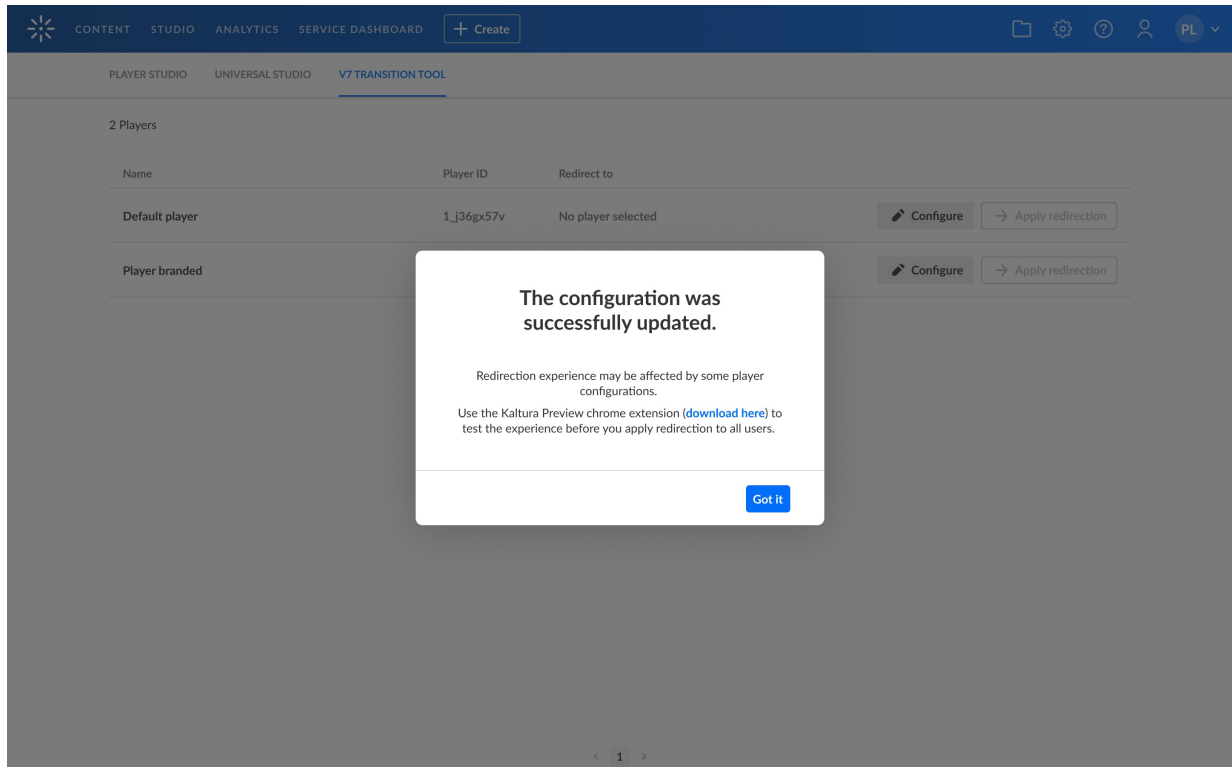 CONTENT STUDIO ANALYTICS SERVICE DASHBOARD + Create PL
PLAYER STUDIO UNIVERSAL STUDIO V7 TRANSITION TOOL
2 Players
Name Player ID Redirect to
Default player 1_j36gx57v No player selected Configure → Apply redirection
Player branded Configure → Apply redirection
The configuration was
successfully updated.
Redirection experience may be affected by some player
configurations.
Use the Kaltura Preview chrome extension (download here) to
test the experience before you apply redirection to all users.
Got it
< 1 >